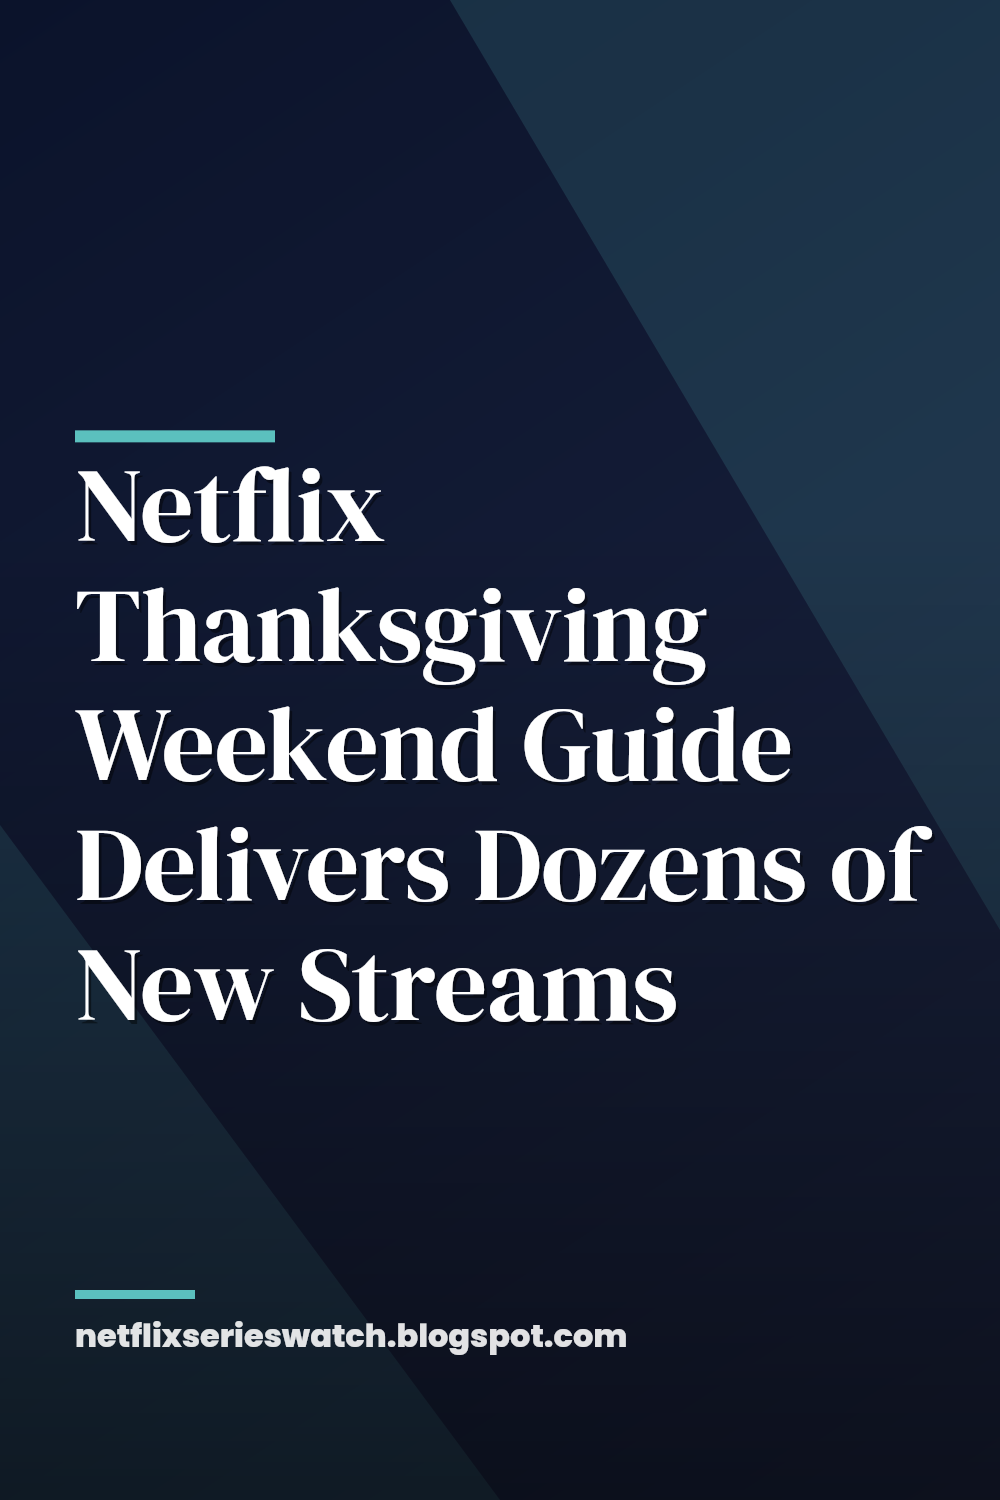 Netflix
Thanksgiving
Weekend Guide
Delivers Dozens of
New Streams
netflixserieswatch.blogspot.com